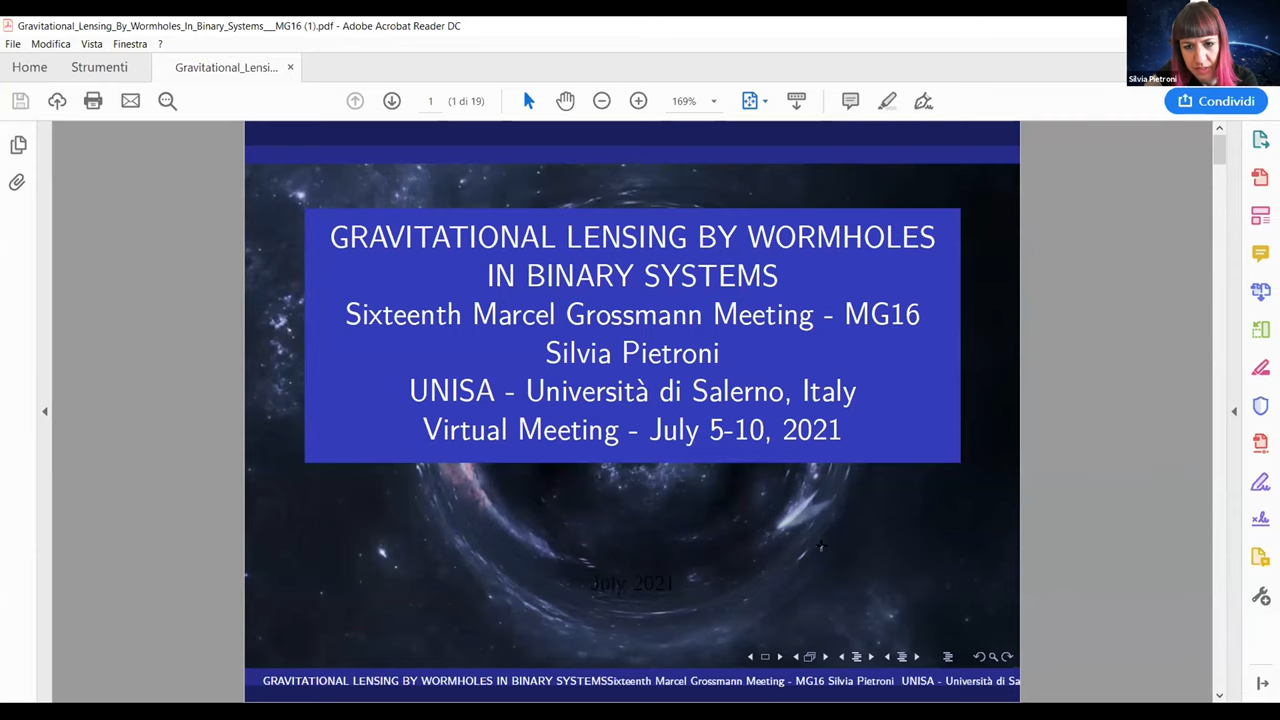 Gravitational_Lensing_By_Wormholes_In_Binary_Systems__MG16 (1).pdf - Adobe Acrobat Reader DC
File Modifica Vista Finestra ?
Home Strumenti Gravitational_Lensi... ×
1 (1 di 19) 169% Condividi
Silvia Pietroni
GRAVITATIONAL LENSING BY WORMHOLES
IN BINARY SYSTEMS
Sixteenth Marcel Grossmann Meeting - MG16
Silvia Pietroni
UNISA - Università di Salerno, Italy
Virtual Meeting - July 5-10, 2021
July 2021
GRAVITATIONAL LENSING BY WORMHOLES IN BINARY SYSTEMSSixteenth Marcel Grossmann Meeting - MG16 Silvia Pietroni UNISA - Università di Sa